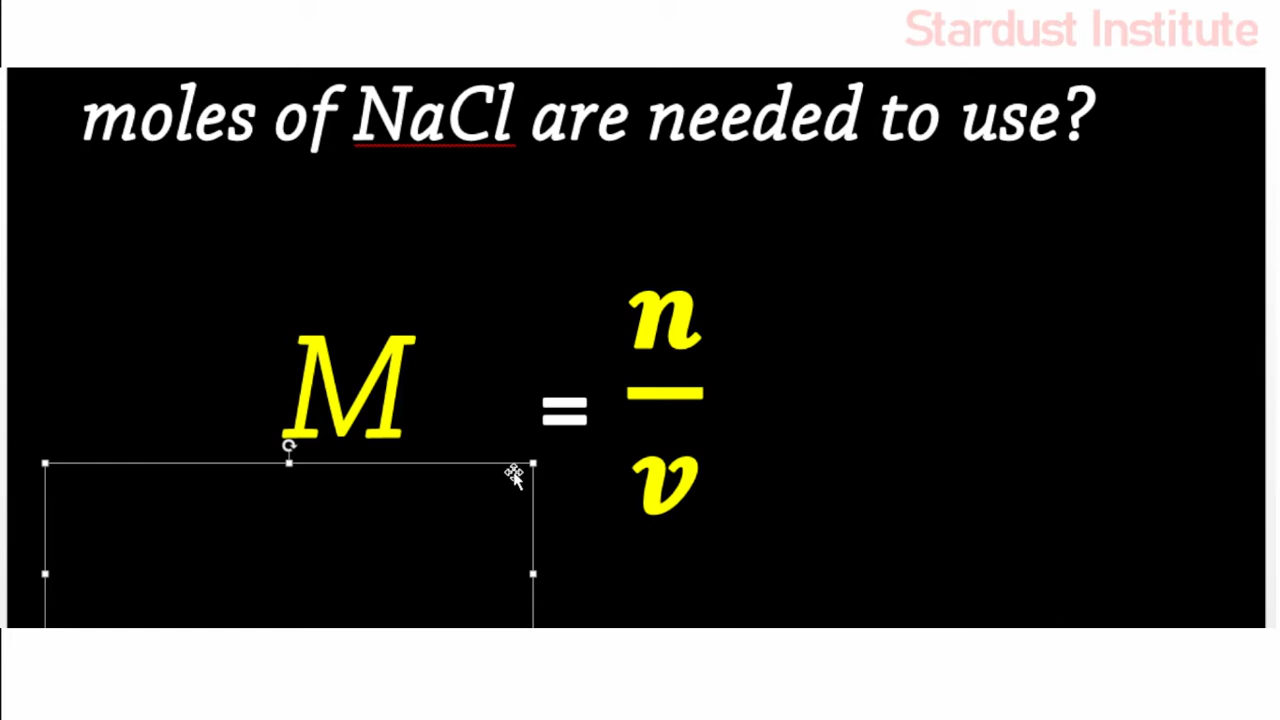 Stardust Institute
moles of NaCl are needed to use?
M = n/v